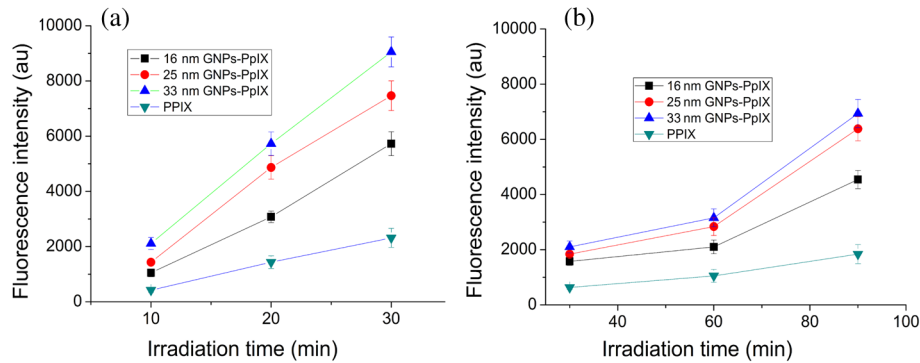 (a)
Fluorescence intensity (au)
10000
8000
6000
4000
2000
0
16 nm GNPs-PpIX
25 nm GNPs-PpIX
33 nm GNPs-PpIX
PPIX
10
20
30
Irradiation time (min)
(b)
Fluorescence intensity (au)
10000
8000
6000
4000
2000
0
16 nm GNPs-PpIX
25 nm GNPs-PpIX
33 nm GNPs-PpIX
PPIX
40
60
80
100
Irradiation time (min)